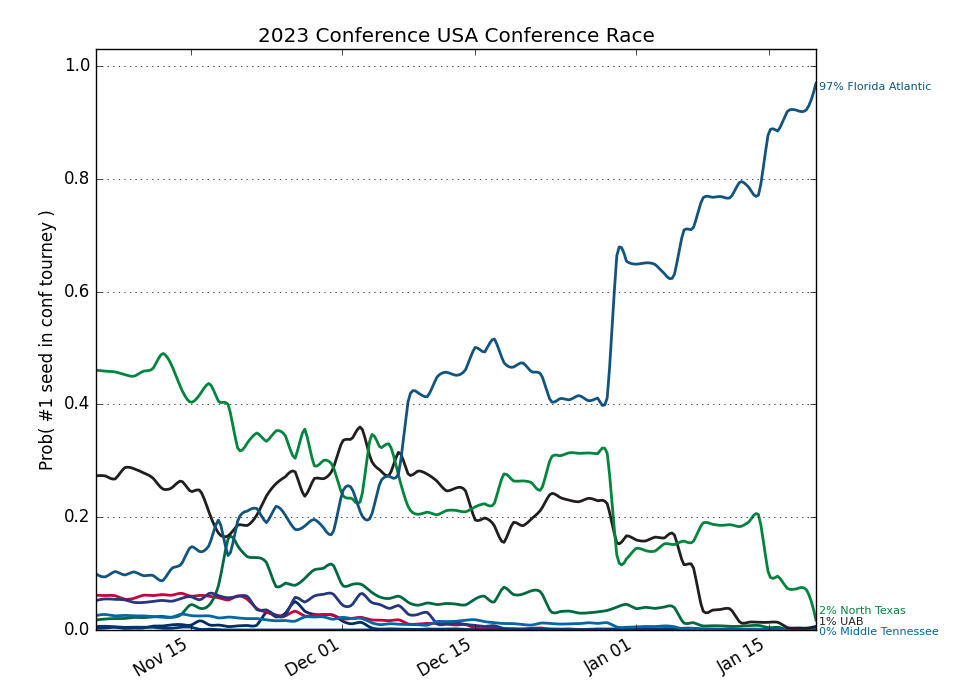 2023 Conference USA Conference Race
Prob( #1 seed in conf tourney )
1.0
0.8
0.6
0.4
0.2
0.0
Nov 15
Dec 01
Dec 15
Jan 01
Jan 15
97% Florida Atlantic
2% North Texas
1% UAB
0% Middle Tennessee